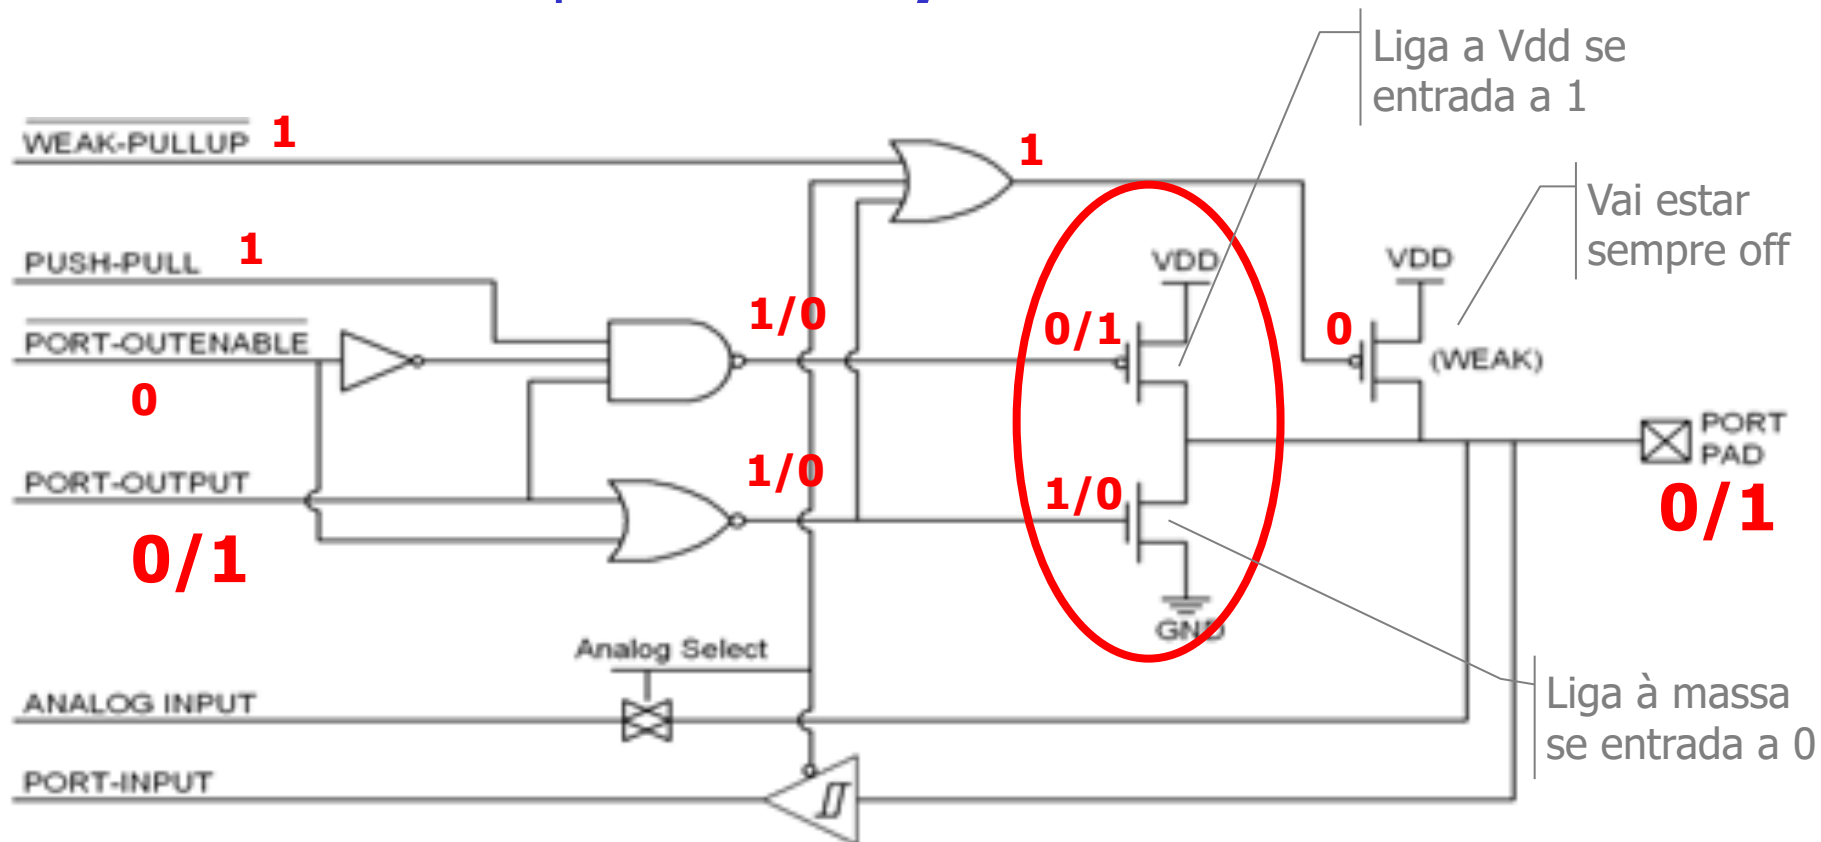 Liga a Vdd se
entrada a 1
WEAK-PULLUP 1
1
Vai estar
sempre off
PUSH-PULL 1
VDD
VDD
1/0
0/1
0
PORT-OUTENABLE
(WEAK)
0
PORT
PAD
0/1
PORT-OUTPUT
1/0
1/0
0/1
GND
Analog Select
Liga à massa
se entrada a 0
ANALOG INPUT
PORT-INPUT